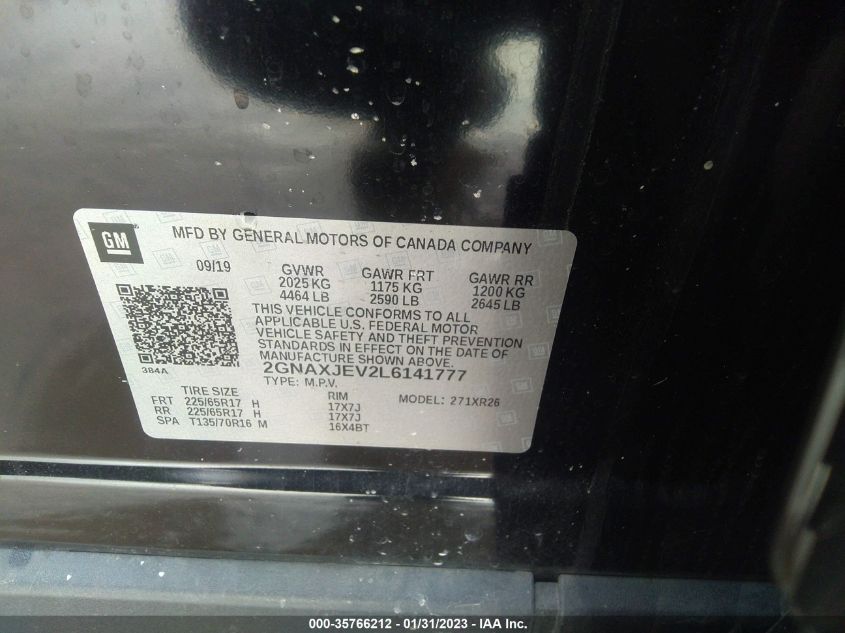 GM
MFD BY GENERAL MOTORS OF CANADA COMPANY
09/19 GVWR GAWR FRT GAWR RR
2025 KG 1175 KG 1200 KG
4464 LB 2590 LB 2645 LB
THIS VEHICLE CONFORMS TO ALL
APPLICABLE U.S. FEDERAL MOTOR
VEHICLE SAFETY AND THEFT PREVENTION
STANDARDS IN EFFECT ON THE DATE OF
MANUFACTURE SHOWN ABOVE.
384A 2GNAXJEV2L6141777
TYPE: M.P.V.
TIRE SIZE RIM MODEL: 271XR26
FRT 225/65R17 H 17X7J
RR 225/65R17 H 17X7J
SPA T135/70R16 M 16X4BT
000-35766212 - 01/31/2023 - IAA Inc.